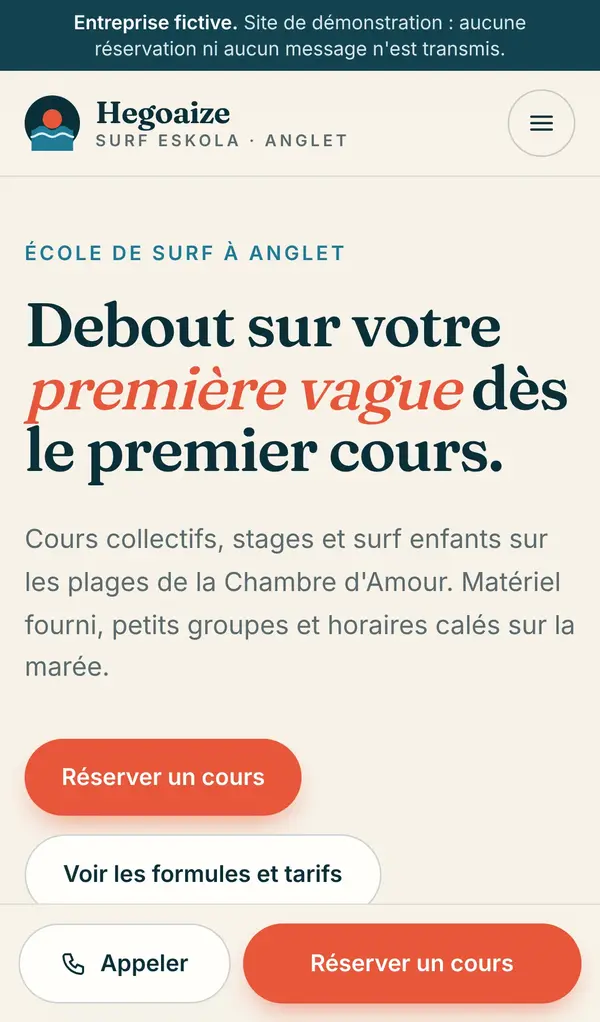 Entreprise fictive. Site de démonstration : aucune
réservation ni aucun message n'est transmis.
Hegoaize
SURF ESKOLA · ANGLET
ÉCOLE DE SURF À ANGLET
Debout sur votre
première vague dès
le premier cours.
Cours collectifs, stages et surf enfants sur
les plages de la Chambre d'Amour. Matériel
fourni, petits groupes et horaires calés sur la
marée.
Réserver un cours
Voir les formules et tarifs
Appeler
Réserver un cours